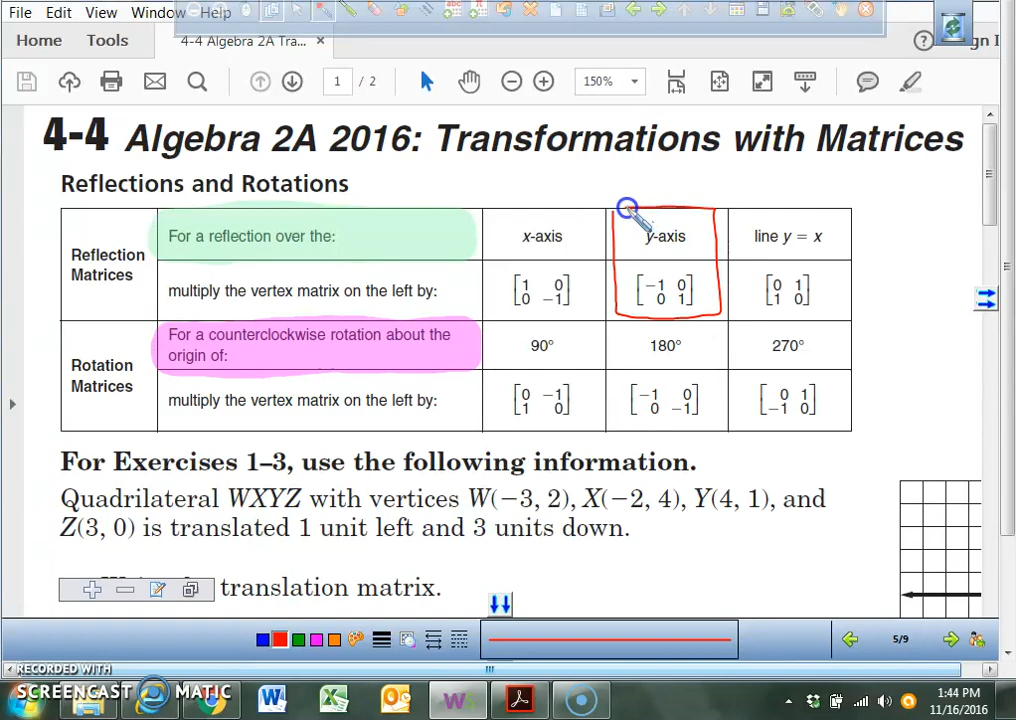 File Edit View Window Help
Home Tools 4-4 Algebra 2A Tra... × ? gn I
1 / 2 150%
4-4 Algebra 2A 2016: Transformations with Matrices
Reflections and Rotations
Reflection Matrices
For a reflection over the: x-axis y-axis line y = x
multiply the vertex matrix on the left by: [1 0 [−1 0 [0 1
0 −1] 0 1] 1 0]
Rotation Matrices
For a counterclockwise rotation about the
origin of: 90° 180° 270°
multiply the vertex matrix on the left by: [0 −1 [−1 0 [0 1
1 0] 0 −1] −1 0]
For Exercises 1–3, use the following information.
Quadrilateral WXYZ with vertices W(−3, 2), X(−2, 4), Y(4, 1), and
Z(3, 0) is translated 1 unit left and 3 units down.
translation matrix.
5/9
RECORDED WITH
SCREENCAST MATIC
1:44 PM
11/16/2016